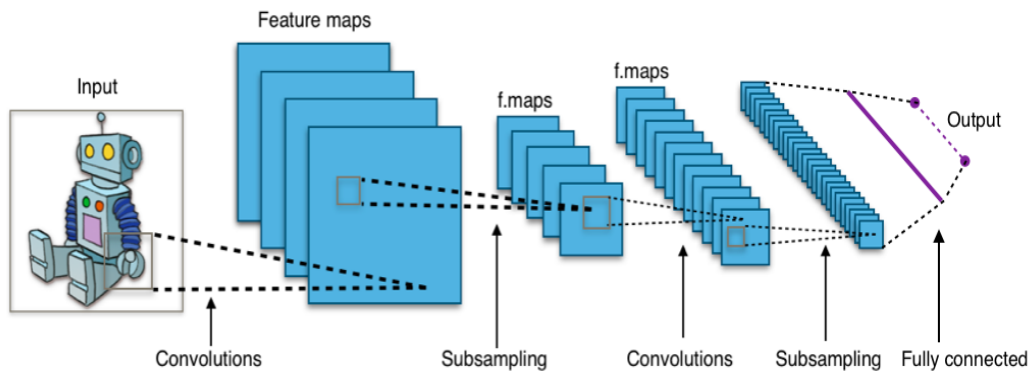 Feature maps
f.maps
Input
f.maps
Output
Convolutions
Subsampling
Convolutions
Subsampling
Fully connected